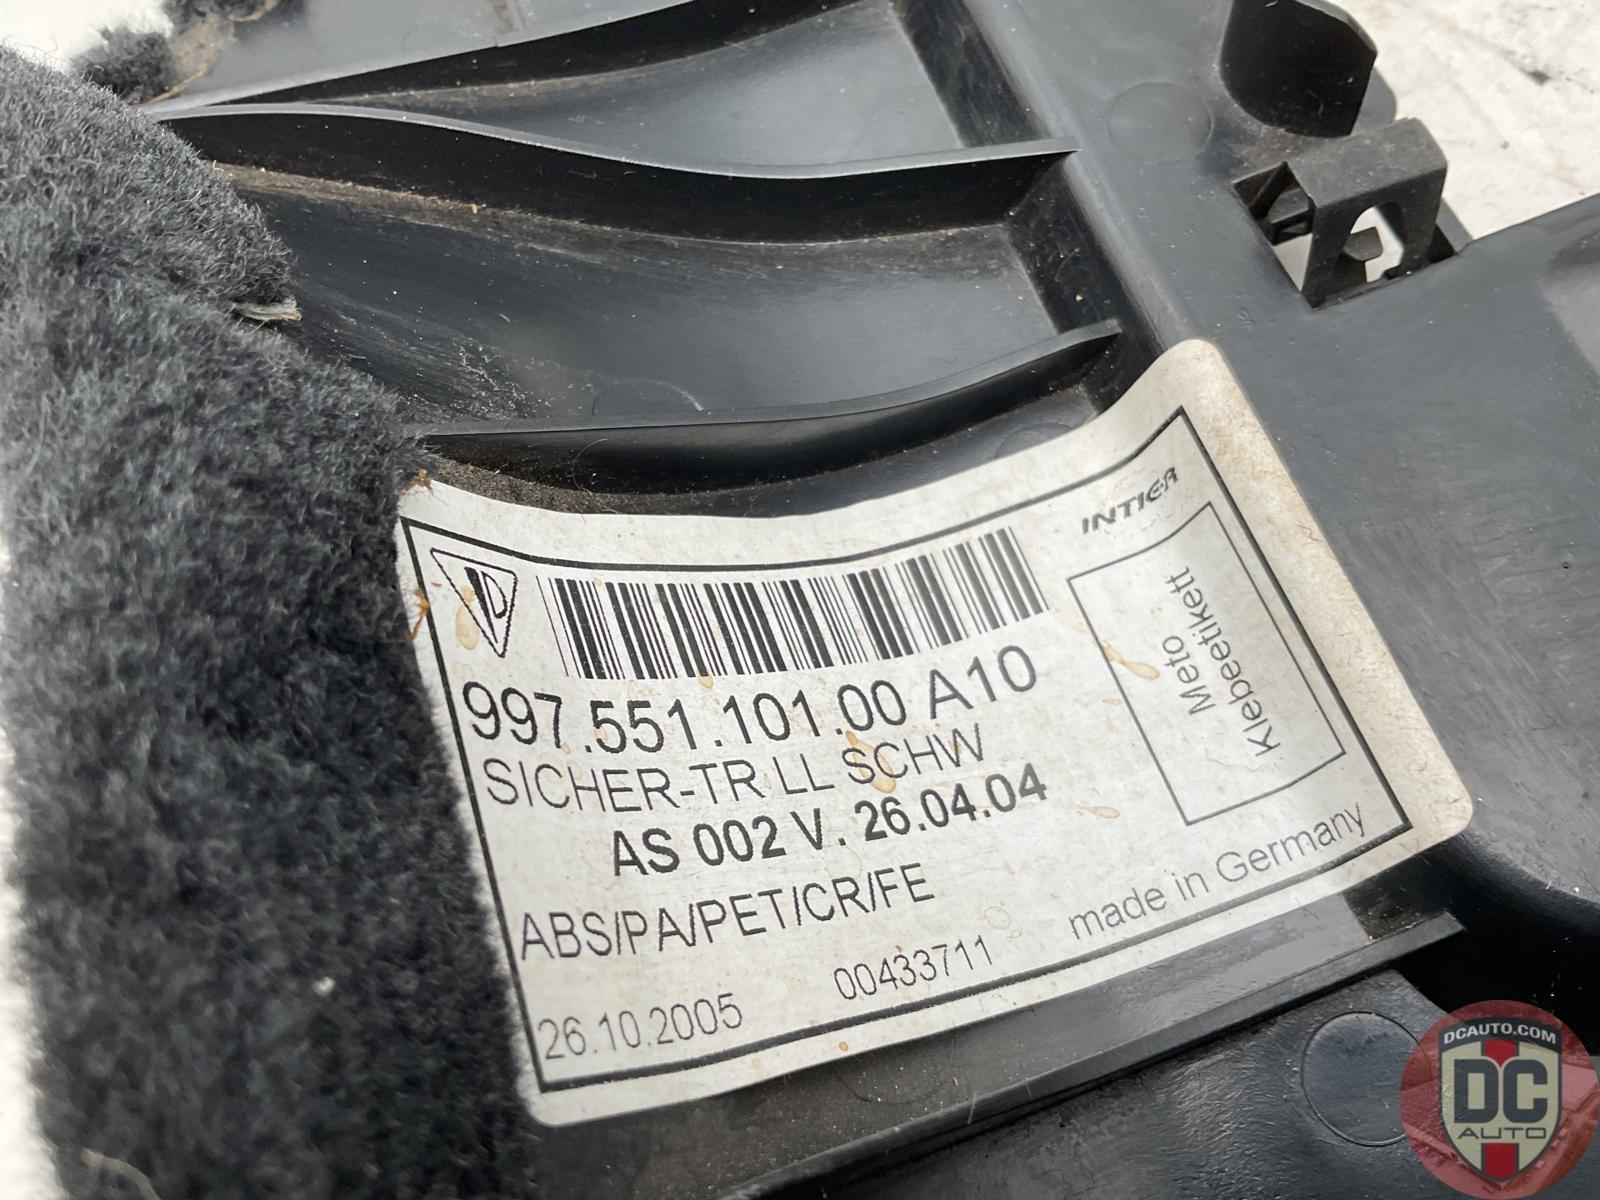 INTIER
D
997.551.101.00 A10
SICHER-TR LL SCHW
AS 002 V. 26.04.04
ABS/PA/PET/CR/FE
26.10.2005 00433711
made in Germany
Meto
Klebeetikett
DCAUTO.COM
DC
AUTO